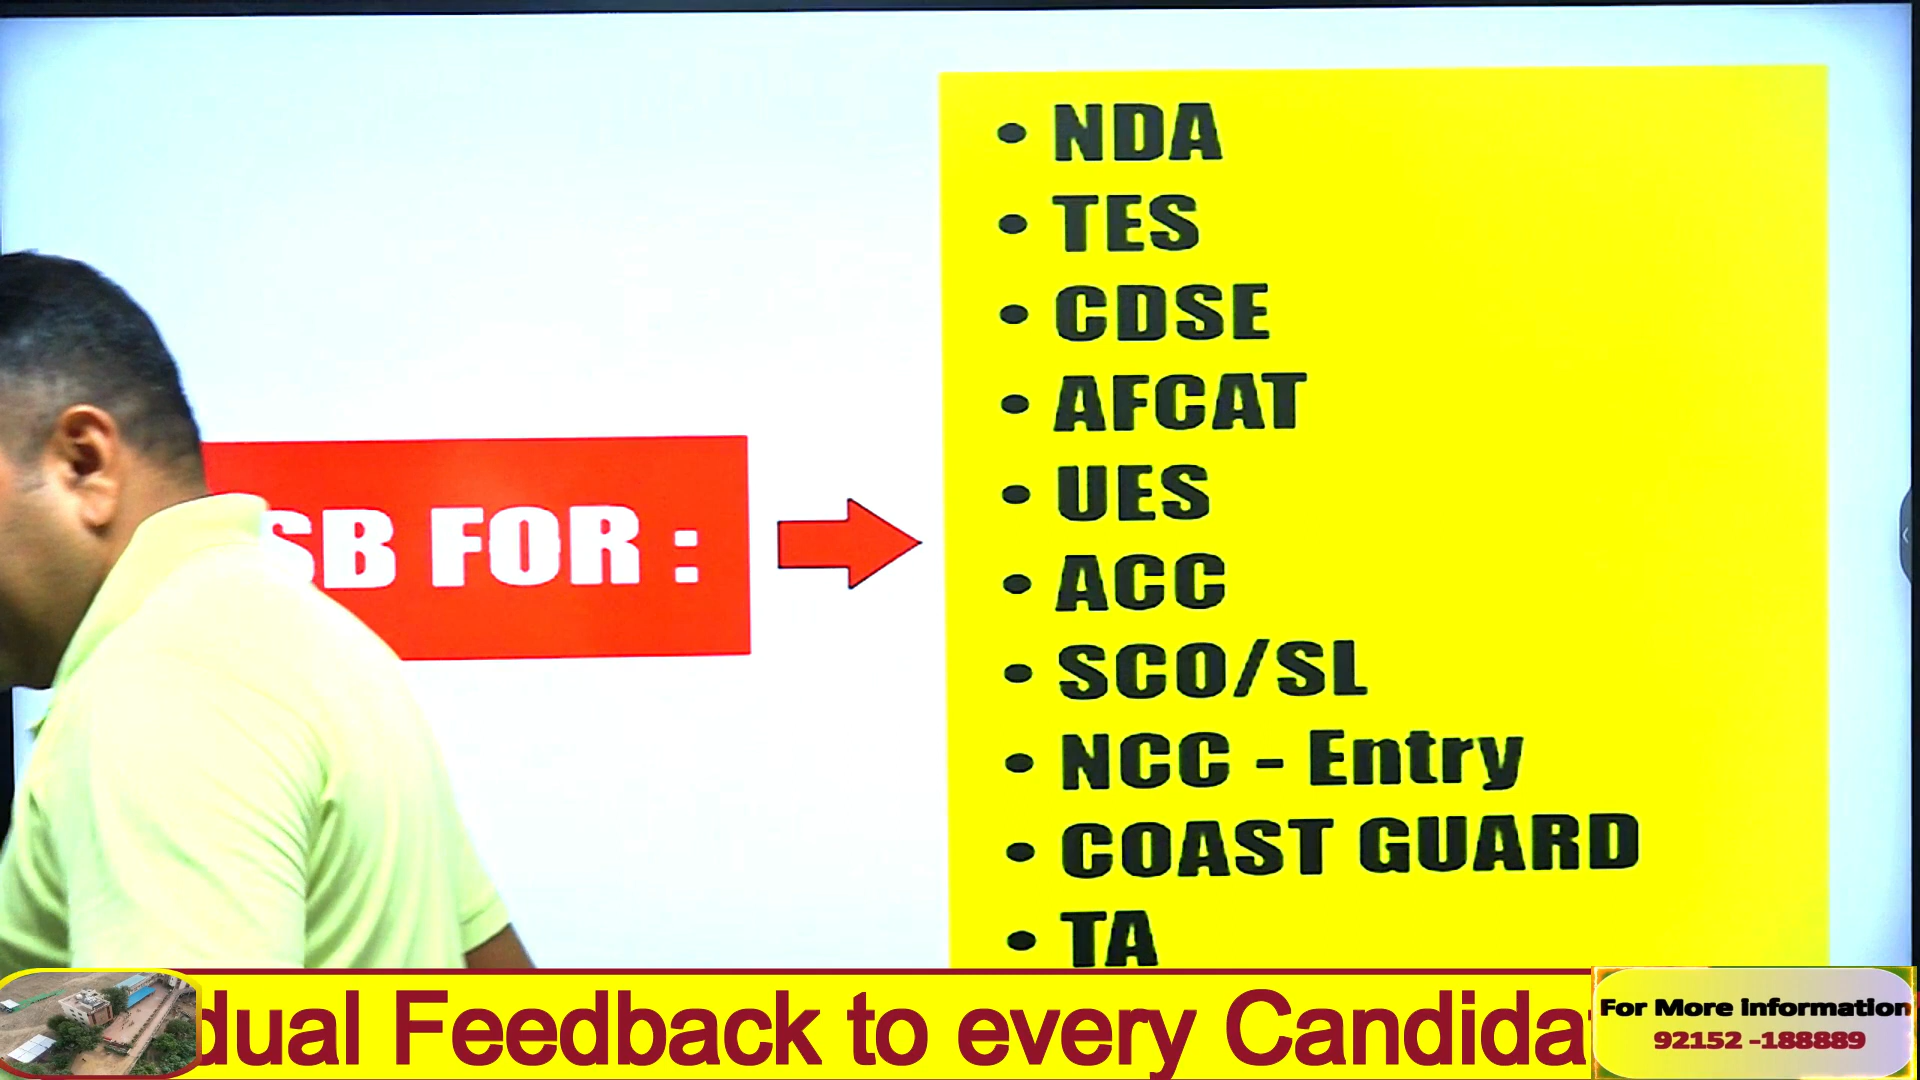 NDA
TES
CDSE
AFCAT
UES
ACC
SCO/SL
NCC - Entry
COAST GUARD
TA
SB FOR :
dual Feedback to every Candida
For More information
92152 -188889